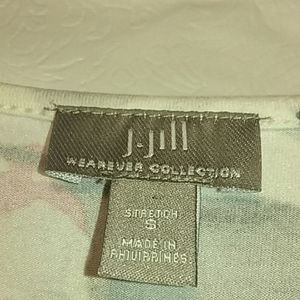 J.Jill
WEAREVER COLLECTION
STRETCH
S
MADE IN
PHILIPPINES